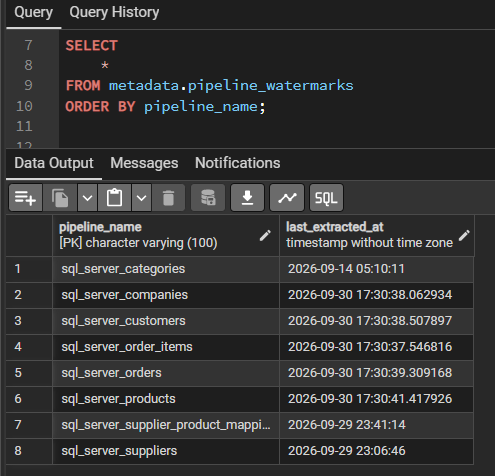 Query Query History
7 SELECT
8 *
9 FROM metadata.pipeline_watermarks
10 ORDER BY pipeline_name;
11
12
Data Output Messages Notifications
SQL
pipeline_name last_extracted_at
[PK] character varying (100) timestamp without time zone
1 sql_server_categories 2026-09-14 05:10:11
2 sql_server_companies 2026-09-30 17:30:38.062934
3 sql_server_customers 2026-09-30 17:30:38.507897
4 sql_server_order_items 2026-09-30 17:30:37.546816
5 sql_server_orders 2026-09-30 17:30:39.309168
6 sql_server_products 2026-09-30 17:30:41.417926
7 sql_server_supplier_product_mappi... 2026-09-29 23:41:14
8 sql_server_suppliers 2026-09-29 23:06:46